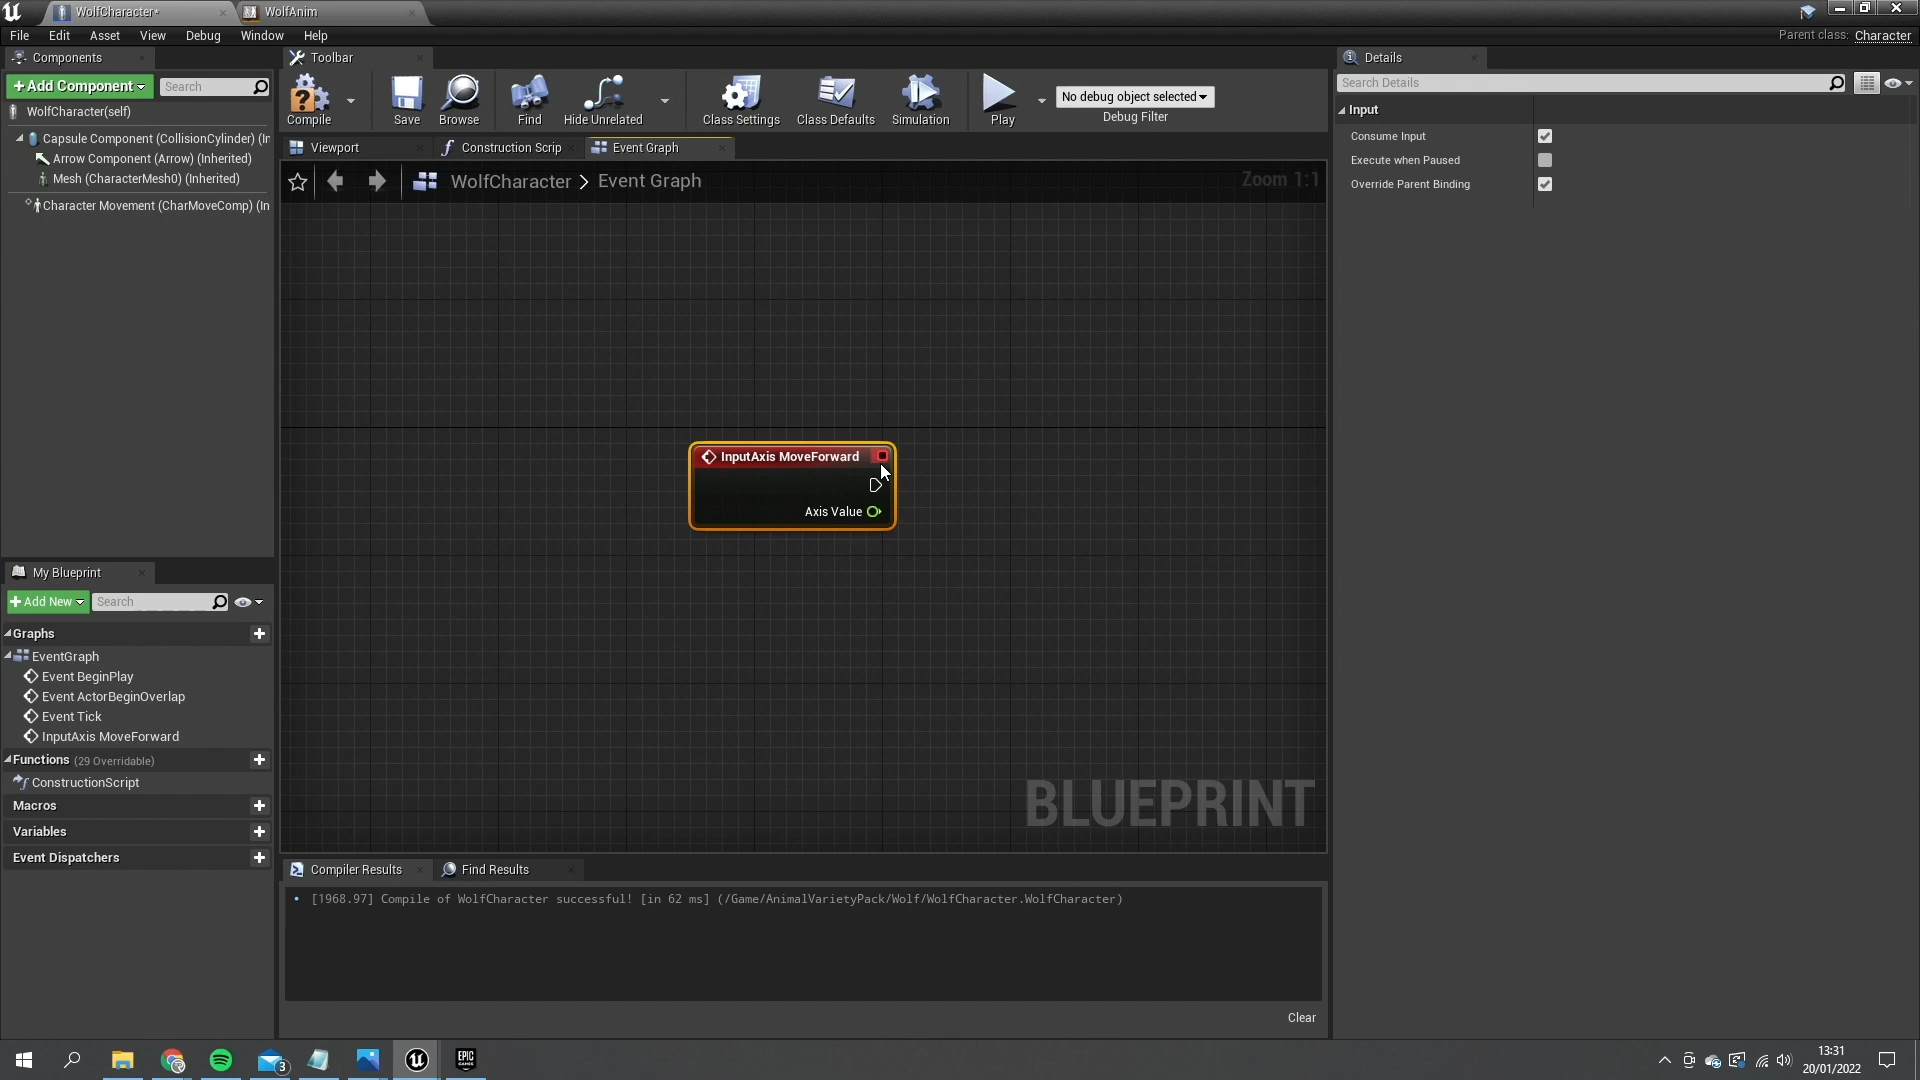 WolfCharacter*
WolfAnim
File Edit Asset View Debug Window Help
Parent class: Character
Components
Toolbar
Details
+Add Component
Search
WolfCharacter(self)
Capsule Component (CollisionCylinder) (In
Arrow Component (Arrow) (Inherited)
Mesh (CharacterMesh0) (Inherited)
Character Movement (CharMoveComp) (In
Compile
Save
Browse
Find
Hide Unrelated
Class Settings
Class Defaults
Simulation
Play
No debug object selected
Debug Filter
Viewport
Construction Scrip
Event Graph
WolfCharacter > Event Graph
Zoom 1:1
InputAxis MoveForward
Axis Value
BLUEPRINT
Search Details
Input
Consume Input
Execute when Paused
Override Parent Binding
My Blueprint
+Add New
Search
Graphs
EventGraph
Event BeginPlay
Event ActorBeginOverlap
Event Tick
InputAxis MoveForward
Functions (29 Overridable)
ConstructionScript
Macros
Variables
Event Dispatchers
Compiler Results
Find Results
• [1968.97] Compile of WolfCharacter successful! [in 62 ms] (/Game/AnimalVarietyPack/Wolf/WolfCharacter.WolfCharacter)
Clear
3
EPIC
GAMES
13:31
20/01/2022